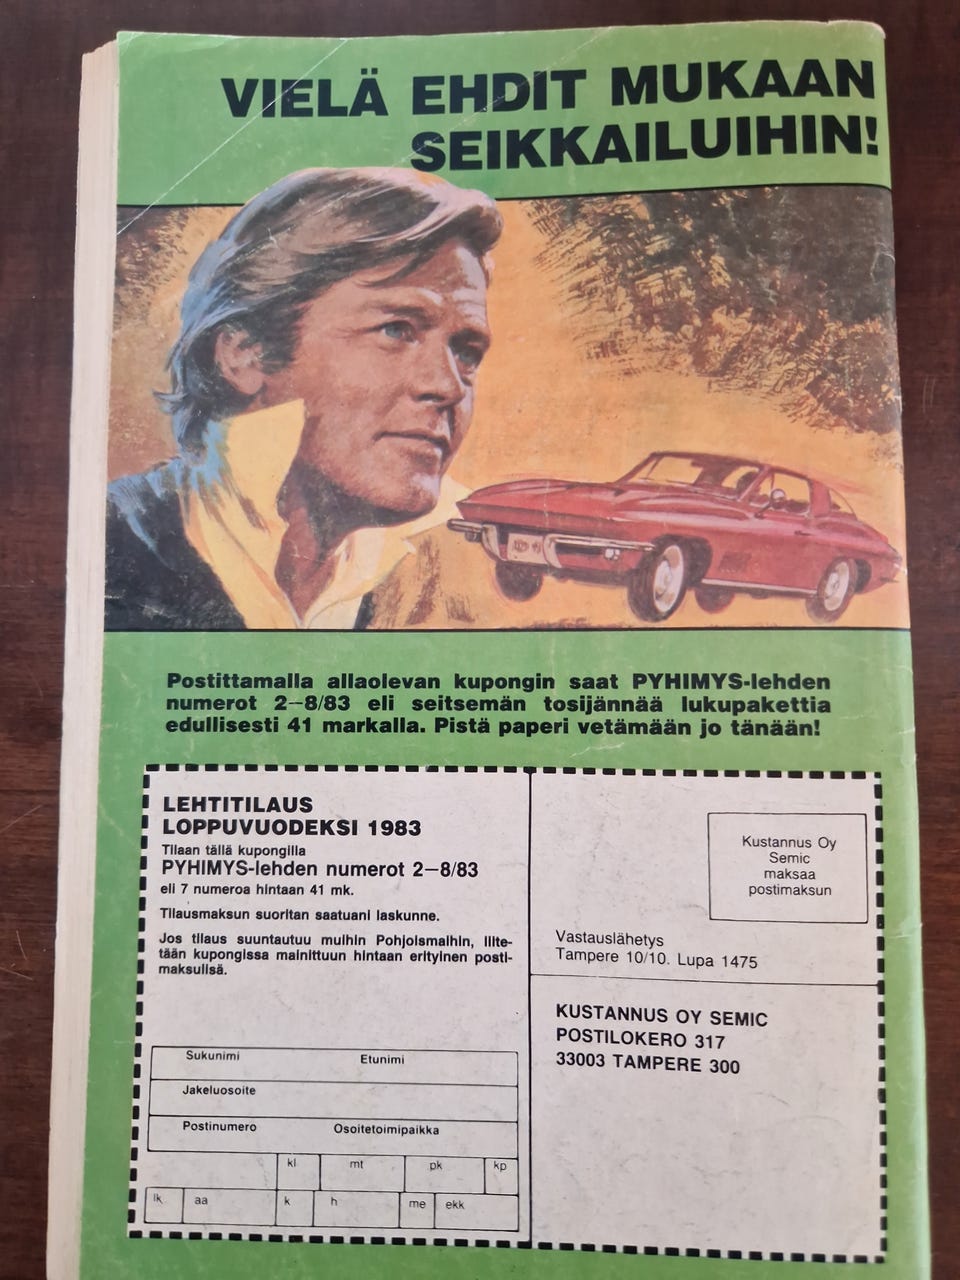 VIELÄ EHDIT MUKAAN
SEIKKAILUIHIN!
Postittamalla allaolevan kupongin saat PYHIMYS-lehden
numerot 2—8/83 eli seitsemän tosijännää lukupakettia
edullisesti 41 markalla. Pistä paperi vetämään jo tänään!
LEHTITILAUS
LOPPUVUODEKSI 1983
Tilaan tällä kupongilla
PYHIMYS-lehden numerot 2—8/83
eli 7 numeroa hintaan 41 mk.
Tilausmaksun suoritan saatuani laskunne.
Jos tilaus suuntautuu muihin Pohjoismaihin, liite-
tään kupongissa mainittuun hintaan erityinen posti-
maksulisä.
Sukunimi Etunimi
Jakeluosoite
Postinumero Osoitetoimipaikka
kl mt pk kp
lk aa k h me ekk
Kustannus Oy
Semic
maksaa
postimaksun
Vastauslähetys
Tampere 10/10. Lupa 1475
KUSTANNUS OY SEMIC
POSTILOKERO 317
33003 TAMPERE 300